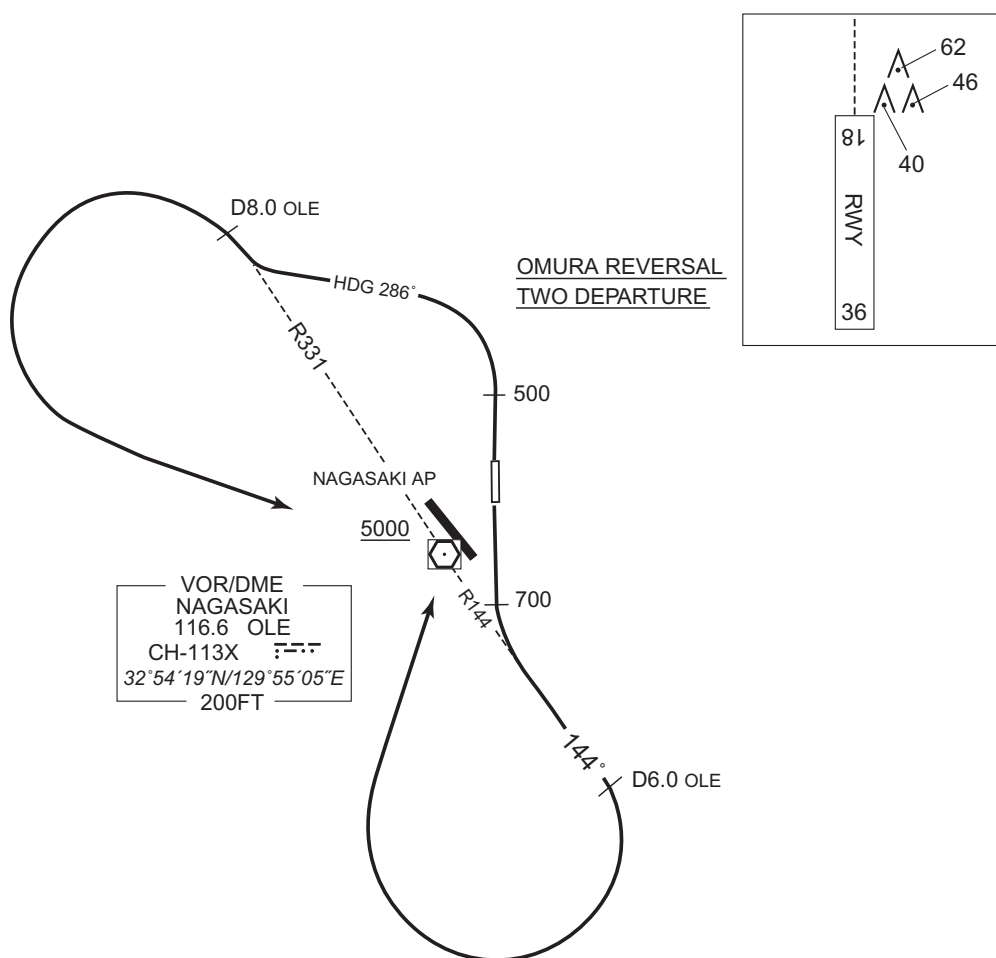 62
46
40
18
RWY
36
D8.0 OLE
OMURA REVERSAL
TWO DEPARTURE
HDG 286°
R331
500
NAGASAKI AP
5000
VOR/DME
NAGASAKI
116.6 OLE
CH-113X
32°54´19˝N/129°55´05˝E
200FT
R144
700
144°
D6.0 OLE